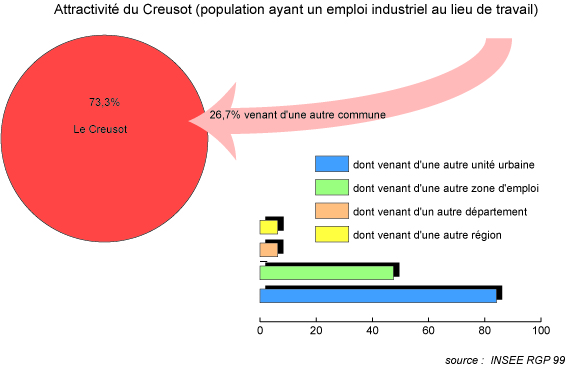 Attractivité du Creusot (population ayant un emploi industriel au lieu de travail)
73,3%
Le Creusot
26,7% venant d'une autre commune
dont venant d'une autre unité urbaine
dont venant d'une autre zone d'emploi
dont venant d'un autre département
dont venant d'une autre région
0 20 40 60 80 100
source : INSEE RGP 99